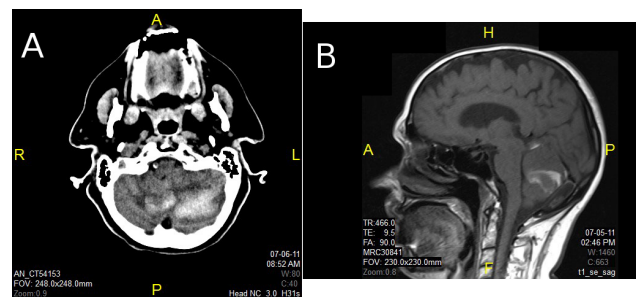 A
A
R
L
07-06-11
08:52 AM
AN_CT54153
FOV: 248.0x248.0mm
Zoom:0.9
W:80
C:40
Head NC 3.0 H31s
P
B
H
A
P
TR:466.0
TE: 9.5
FA: 90.0
MRC30841
FOV: 230.0x230.0mm
Zoom:0.8
F
07-05-11
02:46 PM
W:1460
C:663
t1_se_sag